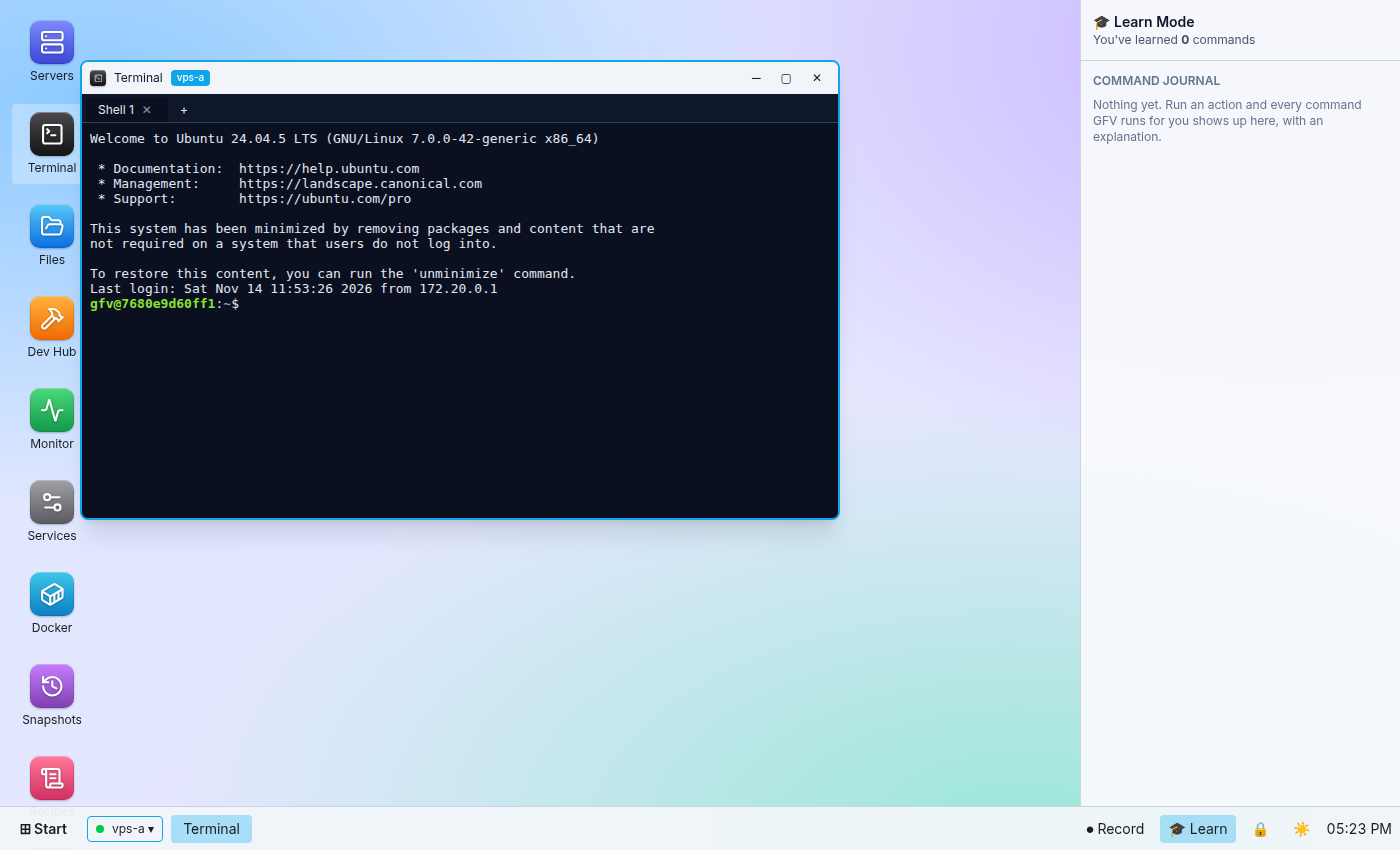 Servers
Terminal
Files
Dev Hub
Monitor
Services
Docker
Snapshots
Terminal vps-a
Shell 1
Welcome to Ubuntu 24.04.5 LTS (GNU/Linux 7.0.0-42-generic x86_64)
* Documentation: https://help.ubuntu.com
* Management: https://landscape.canonical.com
* Support: https://ubuntu.com/pro
This system has been minimized by removing packages and content that are
not required on a system that users do not log into.
To restore this content, you can run the 'unminimize' command.
Last login: Sat Nov 14 11:53:26 2026 from 172.20.0.1
gfv@7680e9d60ff1:~$
🎓 Learn Mode
You've learned 0 commands
COMMAND JOURNAL
Nothing yet. Run an action and every command
GFV runs for you shows up here, with an
explanation.
Start
vps-a ▾
Terminal
● Record
🎓 Learn
05:23 PM